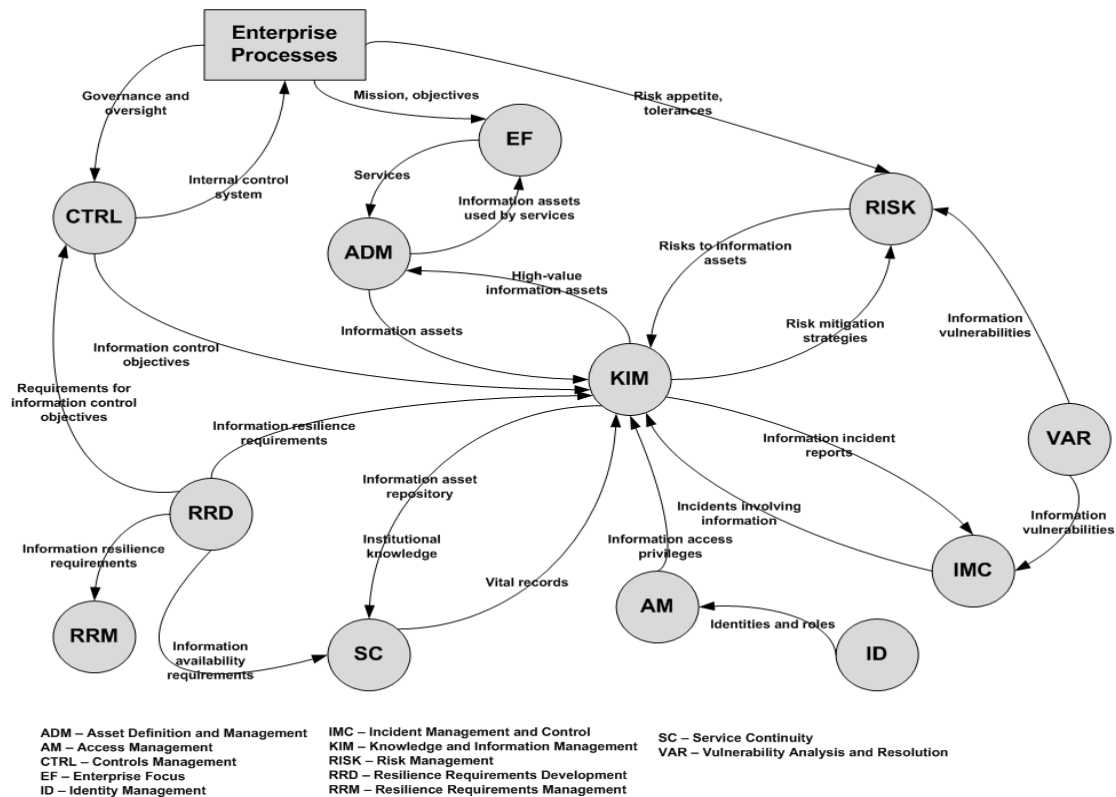 Enterprise
Processes
Governance and
oversight
Mission, objectives
Risk appetite,
tolerances
EF
Internal control
system
Services
Information assets
used by services
CTRL
RISK
ADM
Risks to information
assets
High-value
information assets
Information assets
Information control
objectives
Risk mitigation
strategies
Information
vulnerabilities
KIM
Requirements for
information control
objectives
Information resilience
requirements
Information incident
reports
VAR
Information asset
repository
Incidents involving
information
Information
vulnerabilities
RRD
Institutional
knowledge
Information access
privileges
Information resilience
requirements
Vital records
IMC
AM
RRM
Identities and roles
Information
availability
requirements
SC
ID
ADM – Asset Definition and Management
AM – Access Management
CTRL – Controls Management
EF – Enterprise Focus
ID – Identity Management
IMC – Incident Management and Control
KIM – Knowledge and Information Management
RISK – Risk Management
RRD – Resilience Requirements Development
RRM – Resilience Requirements Management
SC – Service Continuity
VAR – Vulnerability Analysis and Resolution